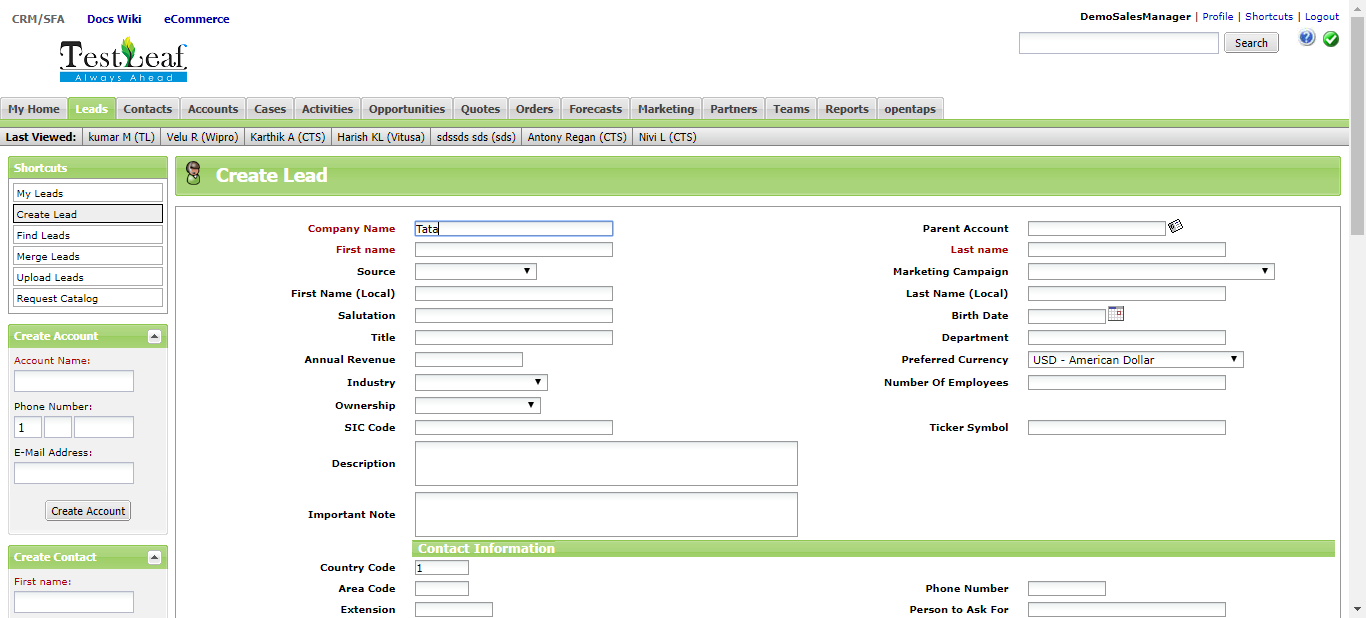 CRM/SFA Docs Wiki eCommerce
DemoSalesManager | Profile | Shortcuts | Logout
TestLeaf
Always Ahead
Search
My Home Leads Contacts Accounts Cases Activities Opportunities Quotes Orders Forecasts Marketing Partners Teams Reports opentaps
Last Viewed: kumar M (TL) Velu R (Wipro) Karthik A (CTS) Harish KL (Vitusa) sdssds sds (sds) Antony Regan (CTS) Nivi L (CTS)
Shortcuts
My Leads
Create Lead
Find Leads
Merge Leads
Upload Leads
Request Catalog
Create Account
Account Name:
Phone Number:
1
E-Mail Address:
Create Account
Create Contact
First name:
Create Lead
Company Name Tata Parent Account
First name Last name
Source Marketing Campaign
First Name (Local) Last Name (Local)
Salutation Birth Date
Title Department
Annual Revenue Preferred Currency USD - American Dollar
Industry Number Of Employees
Ownership
SIC Code Ticker Symbol
Description
Important Note
Contact Information
Country Code 1
Area Code Phone Number
Extension Person to Ask For